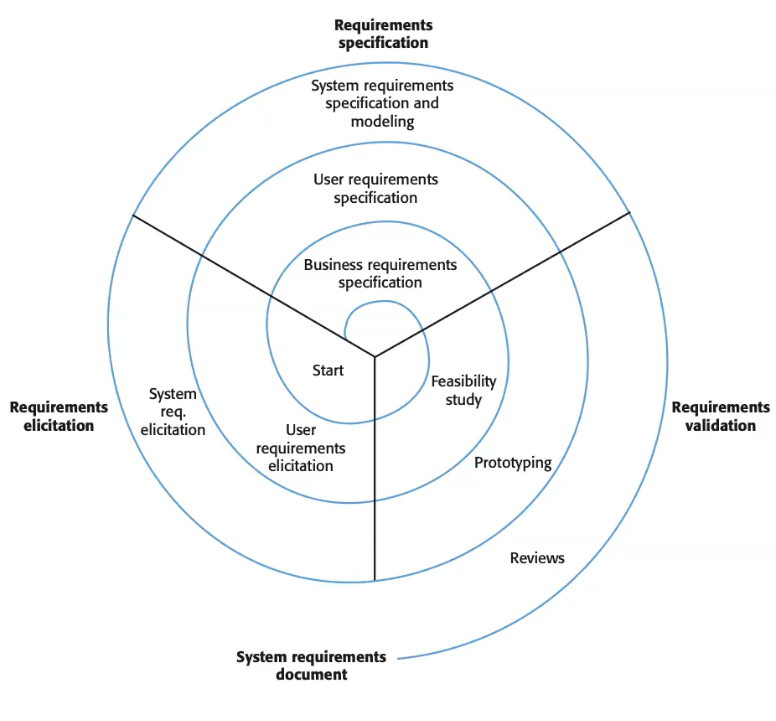 Requirements
specification
System requirements
specification and
modeling
User requirements
specification
Business requirements
specification
Start
Feasibility
study
System
req.
elicitation
Requirements
elicitation
Requirements
validation
User
requirements
elicitation
Prototyping
Reviews
System requirements
document